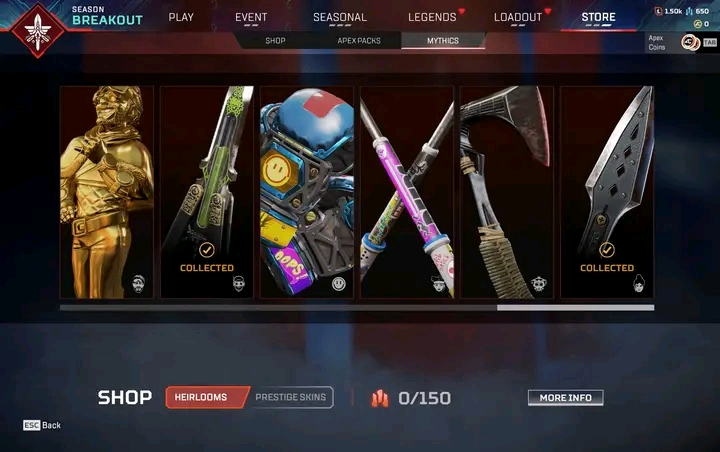 SEASON
BREAKOUT
PLAY
EVENT
SEASONAL
LEGENDS
LOADOUT
STORE
1.50k
650
0
SHOP
APEX PACKS
MYTHICS
Apex
Coins
TAB
OOPS!
COLLECTED
COLLECTED
SHOP
HEIRLOOMS
PRESTIGE SKINS
0/150
MORE INFO
ESC Back